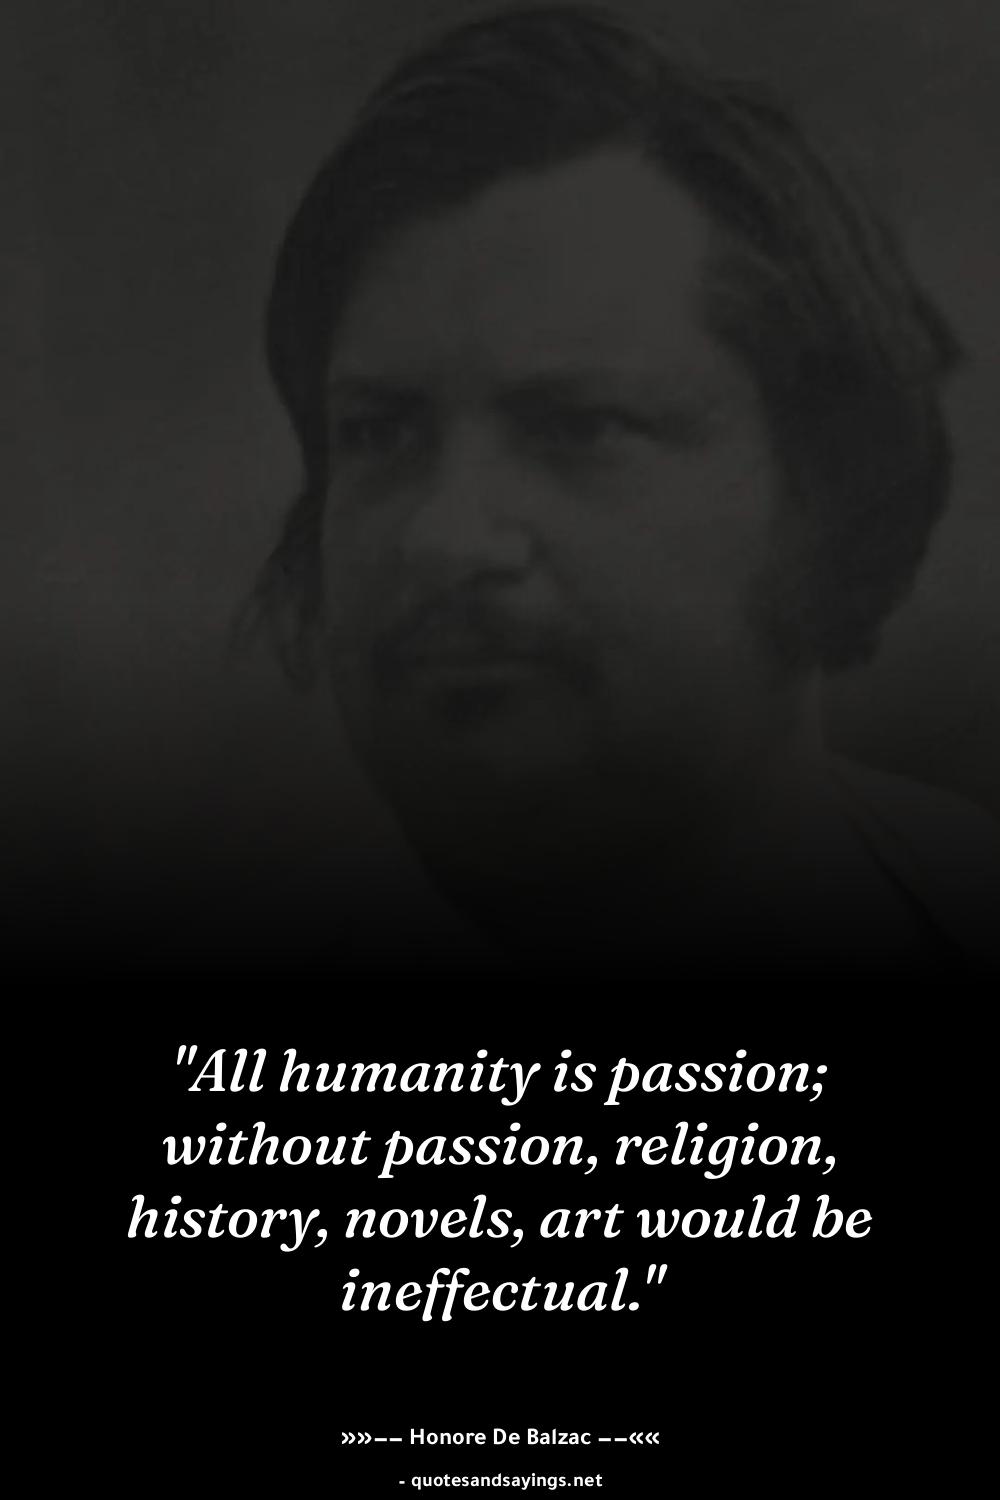 "All humanity is passion;
without passion, religion,
history, novels, art would be
ineffectual."
»»−− Honore De Balzac −−««
- quotesandsayings.net